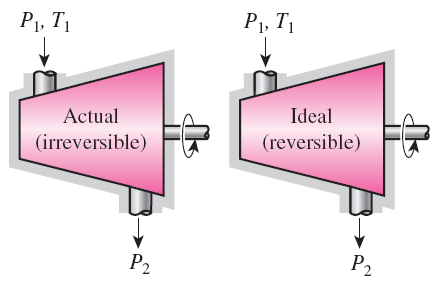 P₁, T₁
Actual
(irreversible)
P₂
P₁, T₁
Ideal
(reversible)
P₂